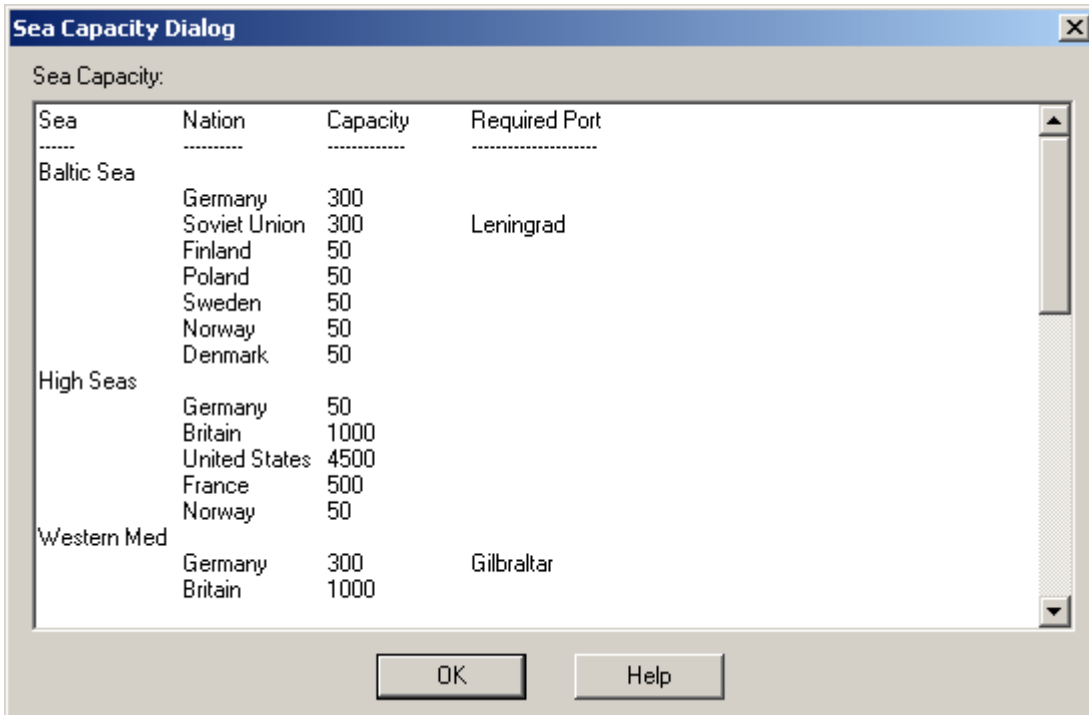 Sea Capacity Dialog
Sea Capacity:
Sea Nation Capacity Required Port
------ ---------- ------------- ---------------------
Baltic Sea
Germany 300
Soviet Union 300 Leningrad
Finland 50
Poland 50
Sweden 50
Norway 50
Denmark 50
High Seas
Germany 50
Britain 1000
United States 4500
France 500
Norway 50
Western Med
Germany 300 Gilbraltar
Britain 1000
OK Help